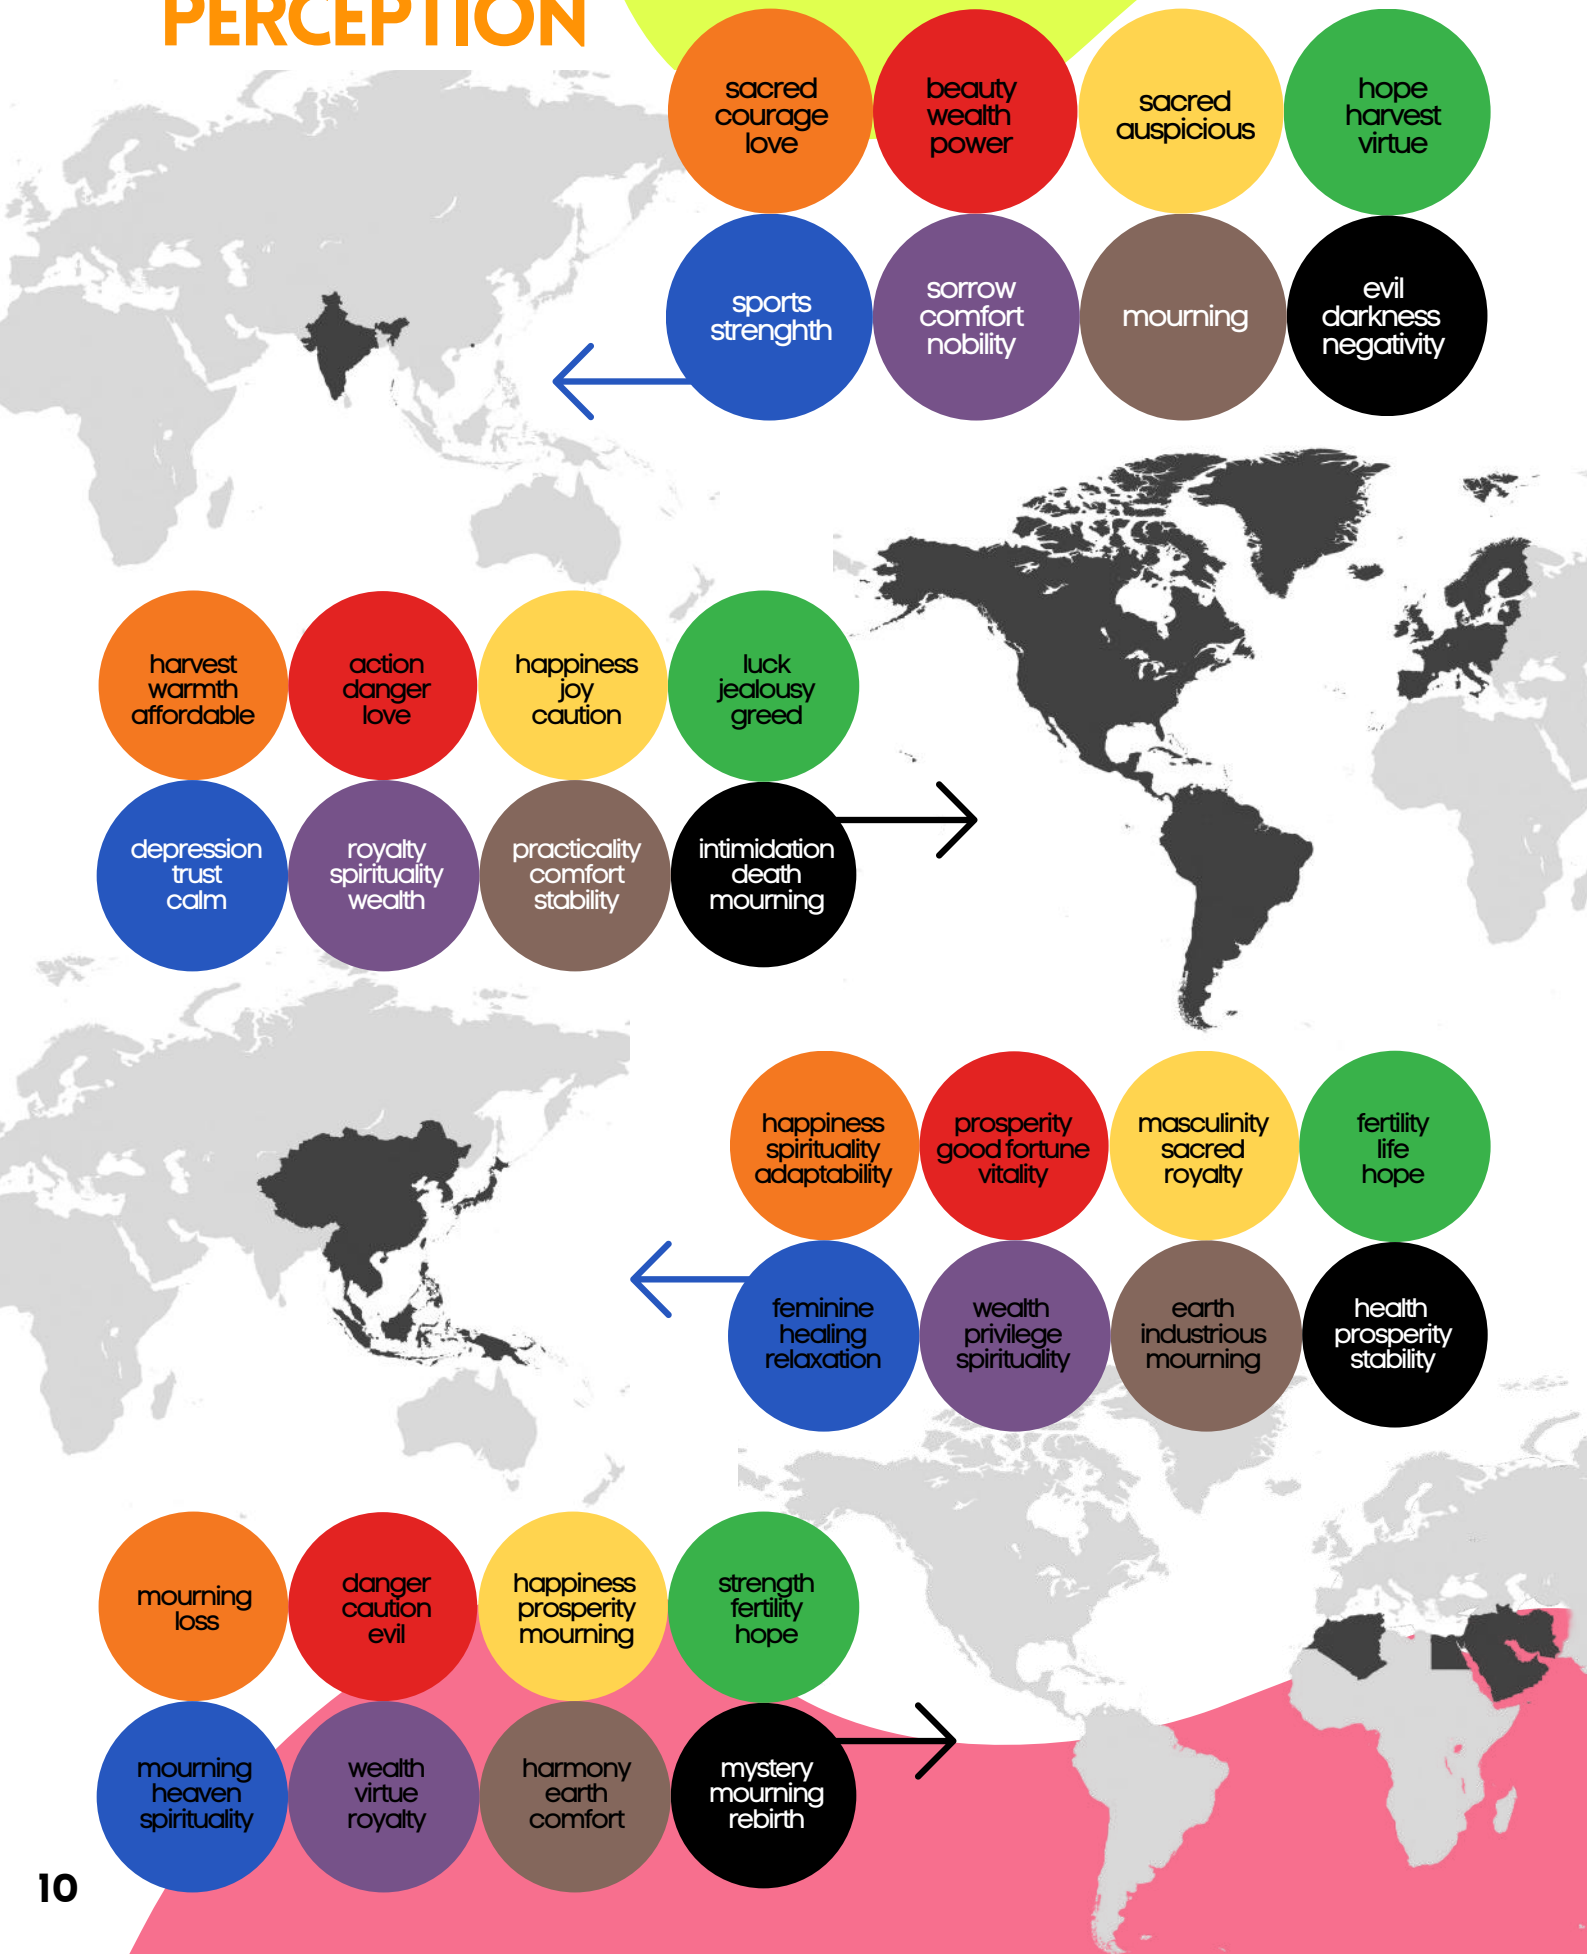 PERCEPTION
sacred
courage
love
beauty
wealth
power
sacred
auspicious
hope
harvest
virtue
sports
strenghth
sorrow
comfort
nobility
mourning
evil
darkness
negativity
harvest
warmth
affordable
action
danger
love
happiness
joy
caution
luck
jealousy
greed
depression
trust
calm
royalty
spirituality
wealth
practicality
comfort
stability
intimidation
death
mourning
happiness
spirituality
adaptability
prosperity
good fortune
vitality
masculinity
sacred
royalty
fertility
life
hope
feminine
healing
relaxation
wealth
privilege
spirituality
earth
industrious
mourning
health
prosperity
stability
mourning
loss
danger
caution
evil
happiness
prosperity
mourning
strength
fertility
hope
mourning
heaven
spirituality
wealth
virtue
royalty
harmony
earth
comfort
mystery
mourning
rebirth
10